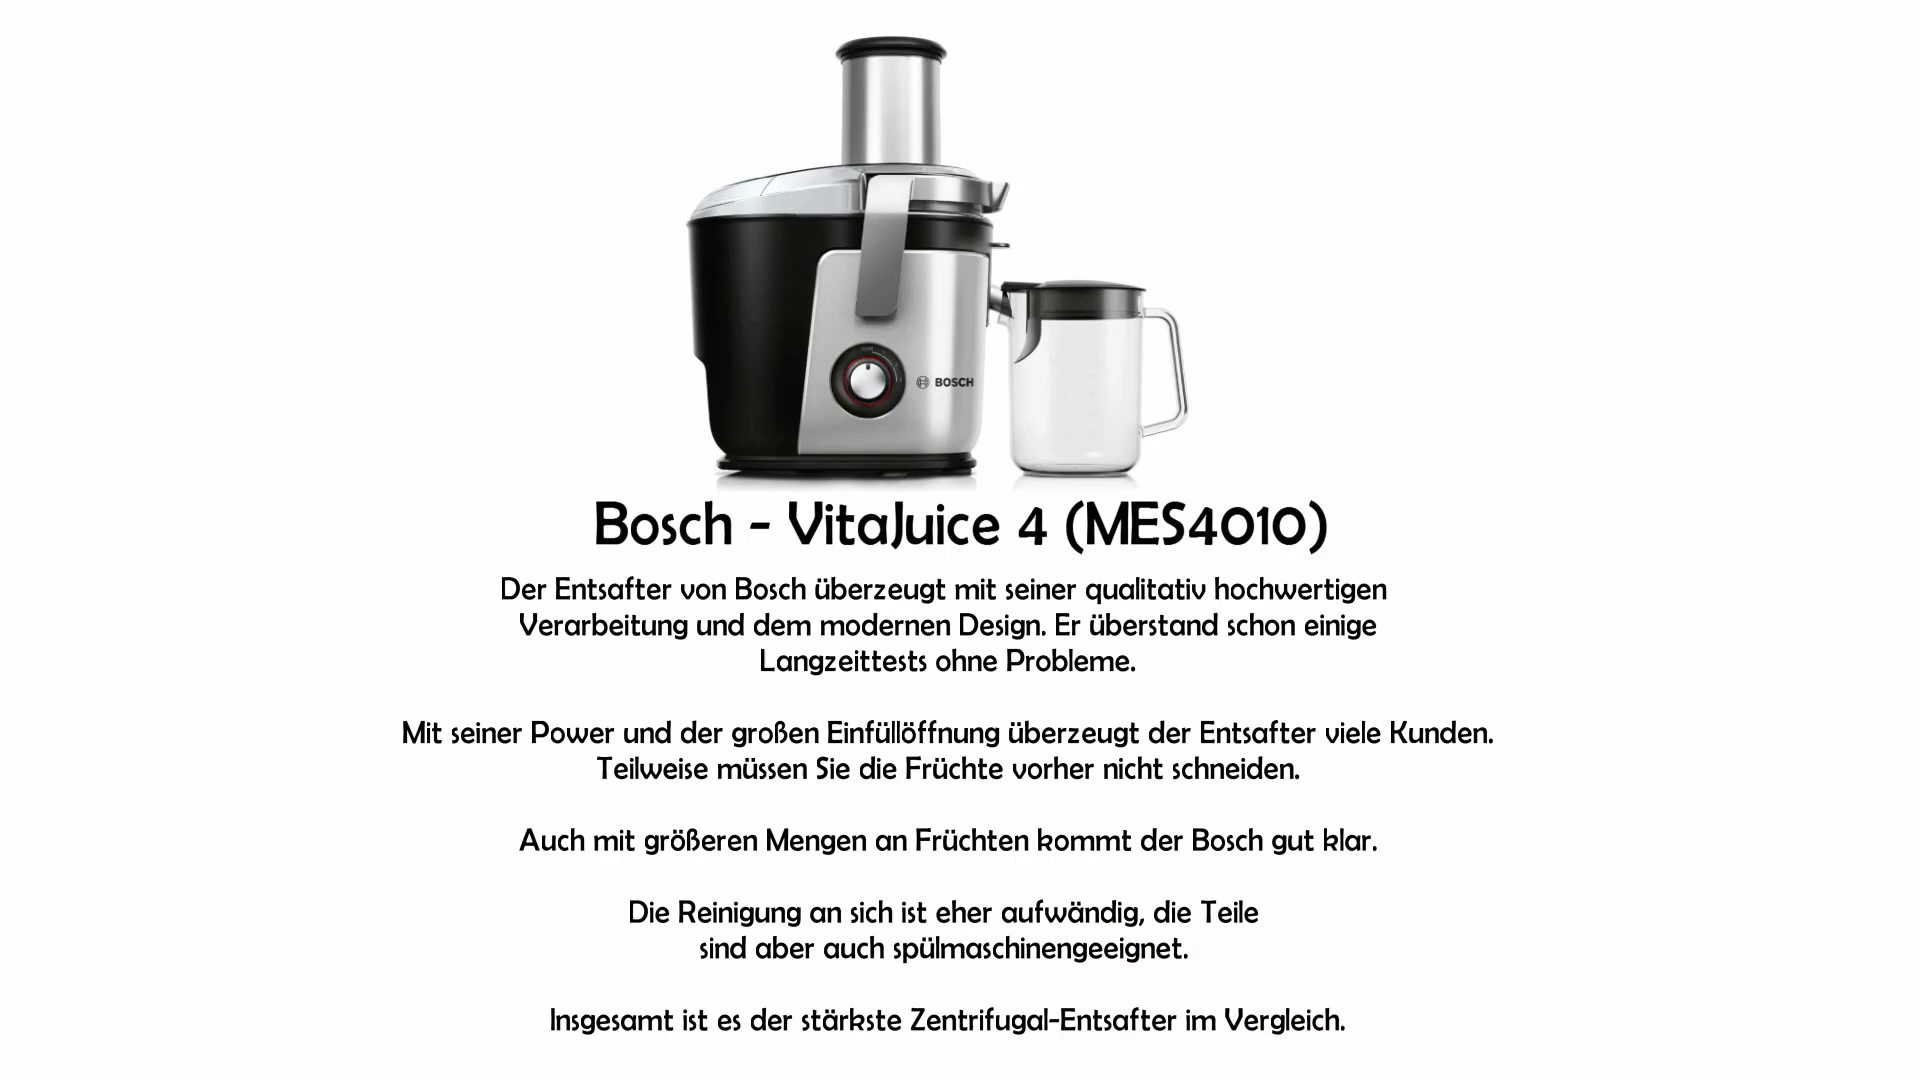 BOSCH
Bosch - VitaJuice 4 (MES4010)
Der Entsafter von Bosch überzeugt mit seiner qualitativ hochwertigen
Verarbeitung und dem modernen Design. Er überstand schon einige
Langzeittests ohne Probleme.
Mit seiner Power und der großen Einfüllöffnung überzeugt der Entsafter viele Kunden.
Teilweise müssen Sie die Früchte vorher nicht schneiden.
Auch mit größeren Mengen an Früchten kommt der Bosch gut klar.
Die Reinigung an sich ist eher aufwändig, die Teile
sind aber auch spülmaschinengeeignet.
Insgesamt ist es der stärkste Zentrifugal-Entsafter im Vergleich.